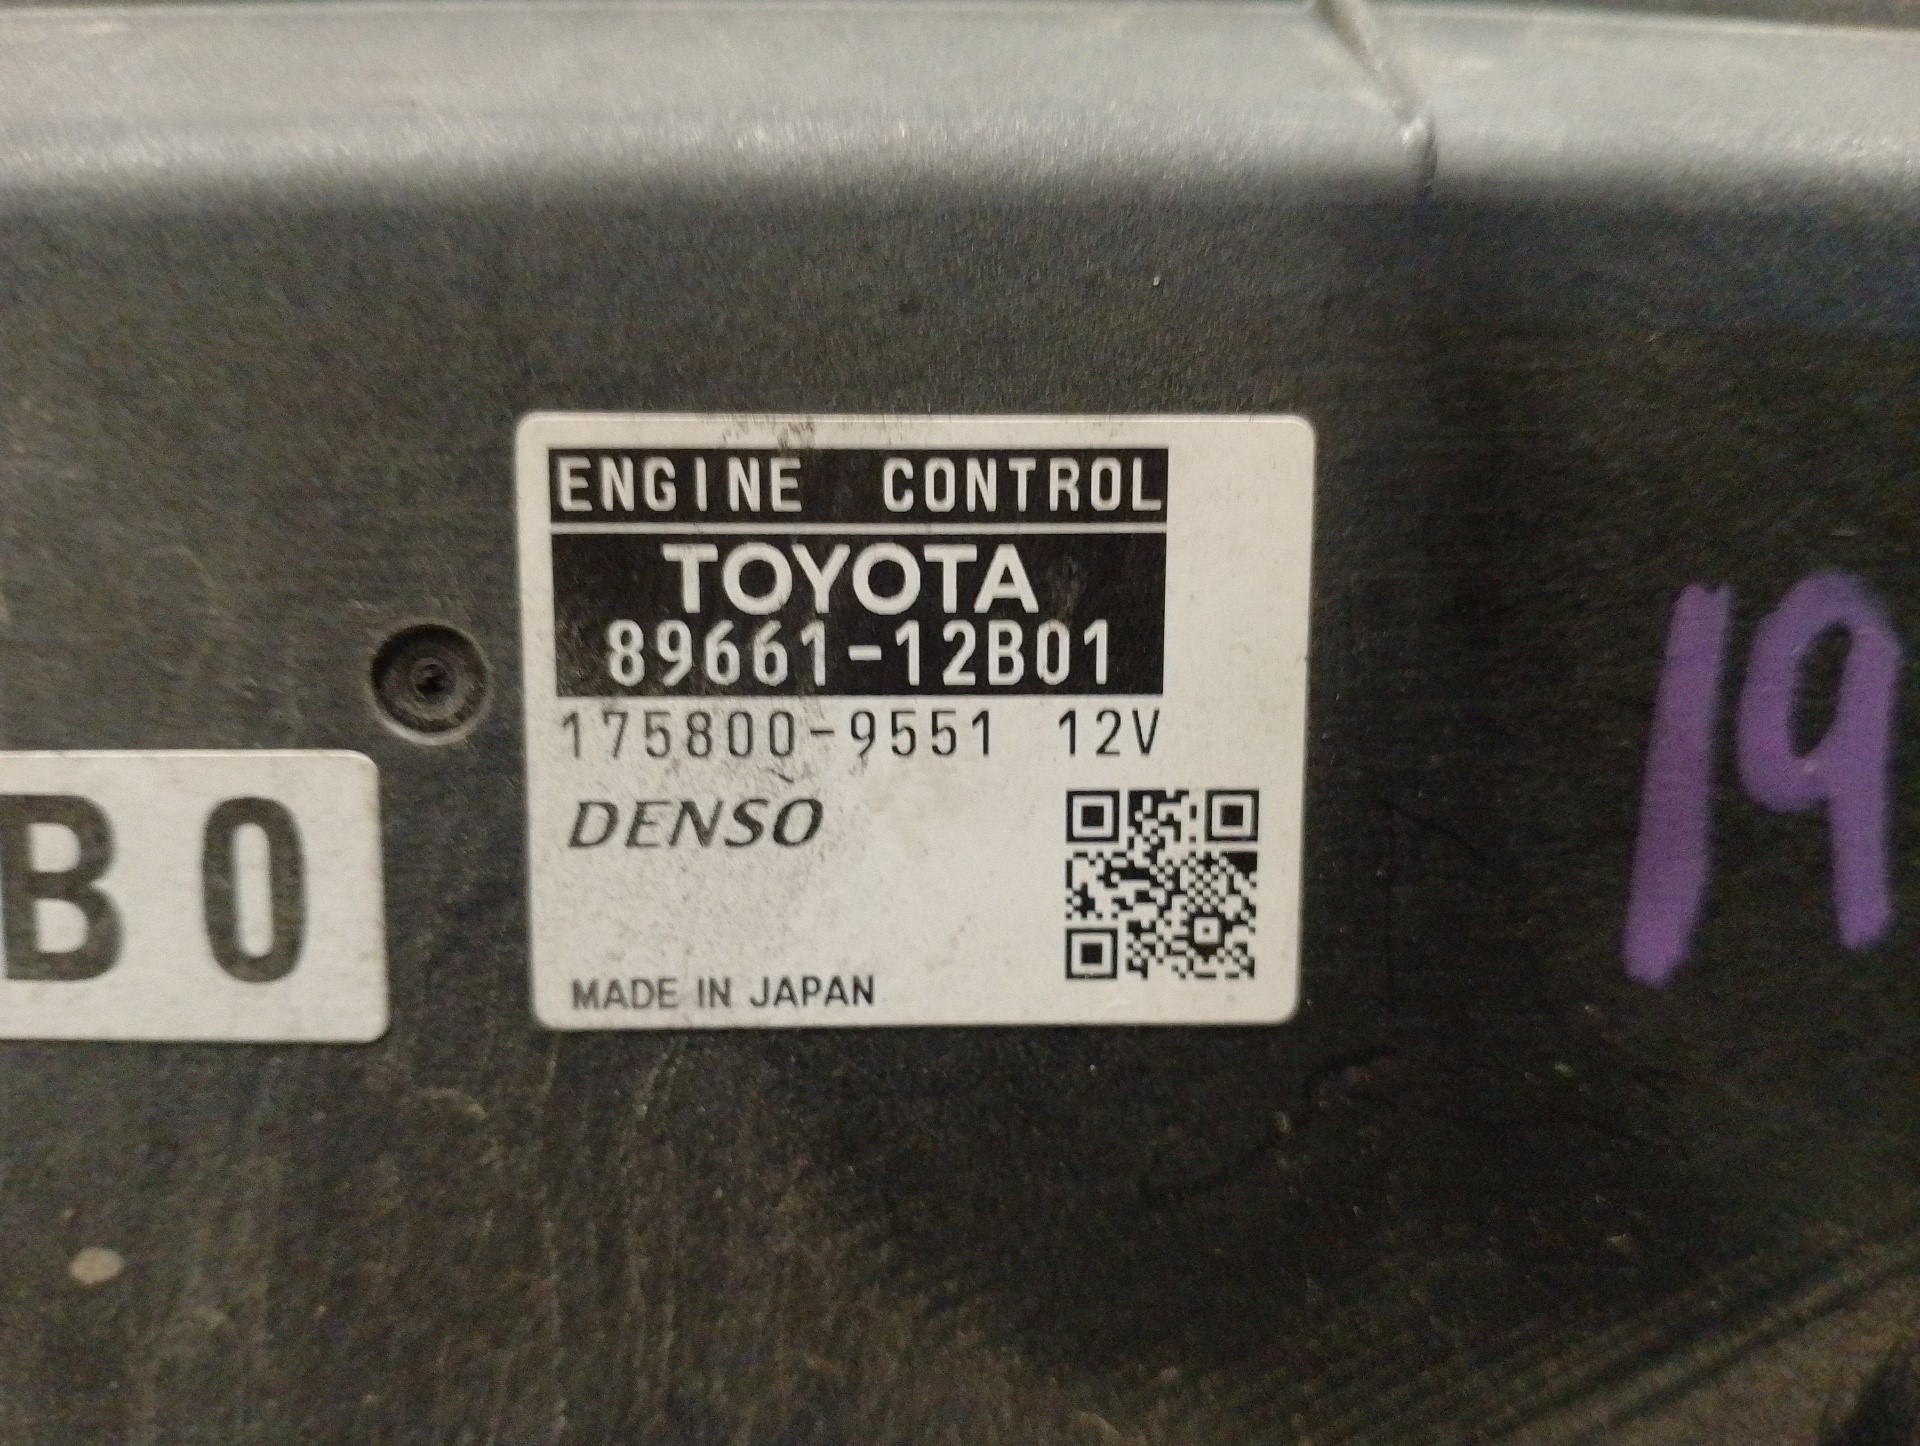 ENGINE CONTROL
TOYOTA
89661-12B01
175800-9551 12V
DENSO
MADE IN JAPAN
B0
19